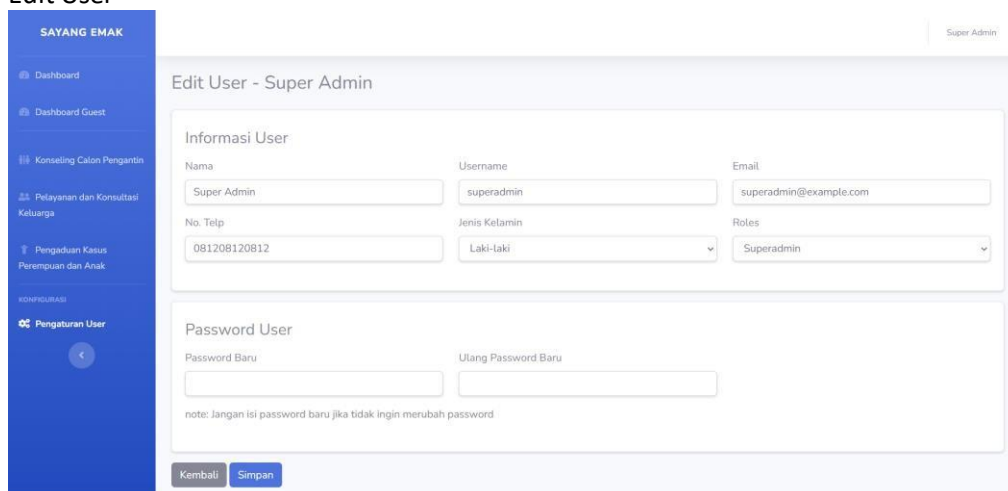 Edit User
SAYANG EMAK
Super Admin
Dashboard
Dashboard Guest
Konseling Calon Pengantin
Pelayanan dan Konsultasi
Keluarga
Pengaduan Kasus
Perempuan dan Anak
KONFIGURASI
Pengaturan User
Edit User - Super Admin
Informasi User
Nama
Username
Email
Super Admin
superadmin
superadmin@example.com
No. Telp
Jenis Kelamin
Roles
081208120812
Laki-laki
Superadmin
Password User
Password Baru
Ulang Password Baru
note: Jangan isi password baru jika tidak ingin merubah password
Kembali
Simpan